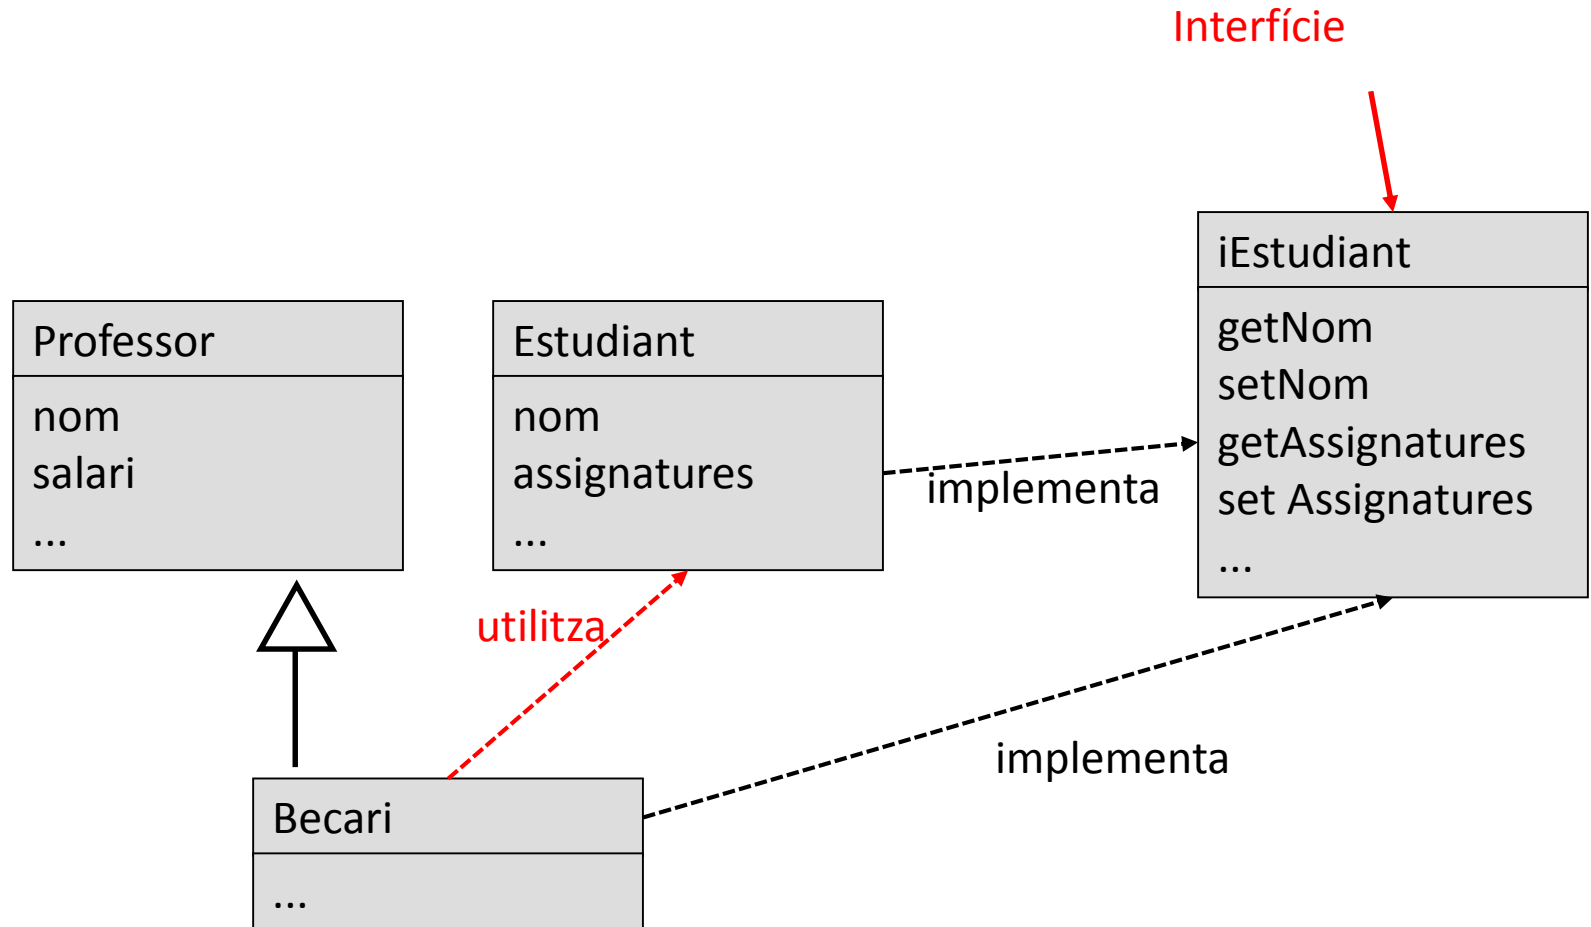 Interfície
iEstudiant
getNom
setNom
getAssignatures
set Assignatures
...
Professor
nom
salari
...
Estudiant
nom
assignatures
...
implementa
utilitza
implementa
Becari
...